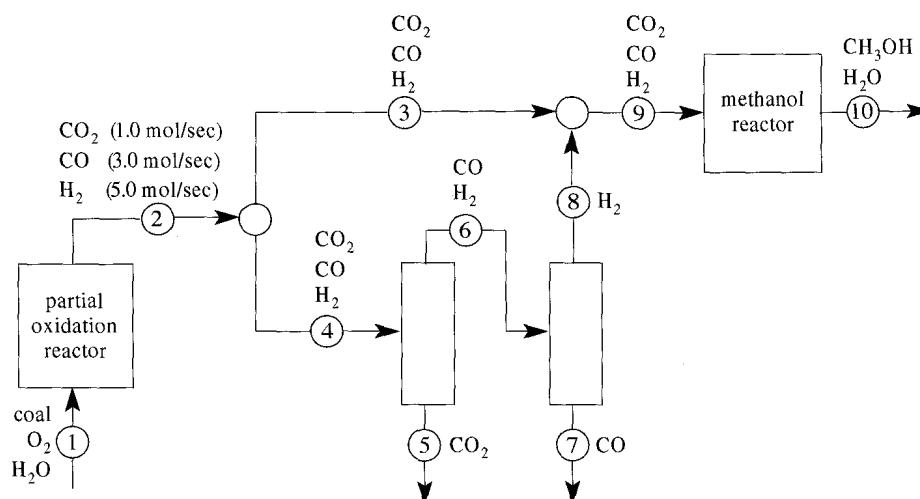 CO₂
CO
H₂
3
CO₂
CO
H₂
9
methanol
reactor
CH₃OH
H₂O
10
CO₂ (1.0 mol/sec)
CO (3.0 mol/sec)
H₂ (5.0 mol/sec)
2
CO
H₂
6
8 H₂
CO₂
CO
H₂
4
partial
oxidation
reactor
coal
O₂
H₂O
1
5 CO₂
7 CO